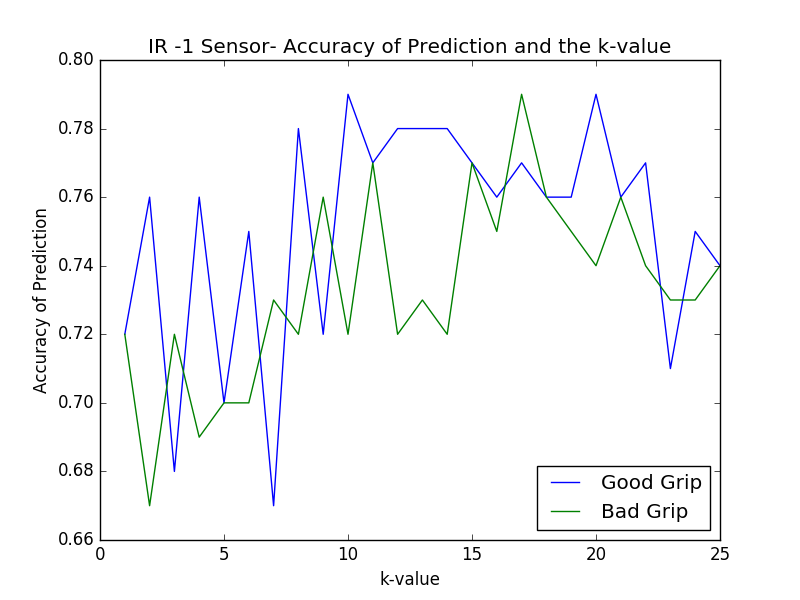 IR -1 Sensor- Accuracy of Prediction and the k-value
0.80
0.78
0.76
0.74
0.72
0.70
0.68
0.66
Accuracy of Prediction
Good Grip
Bad Grip
0 5 10 15 20 25
k-value